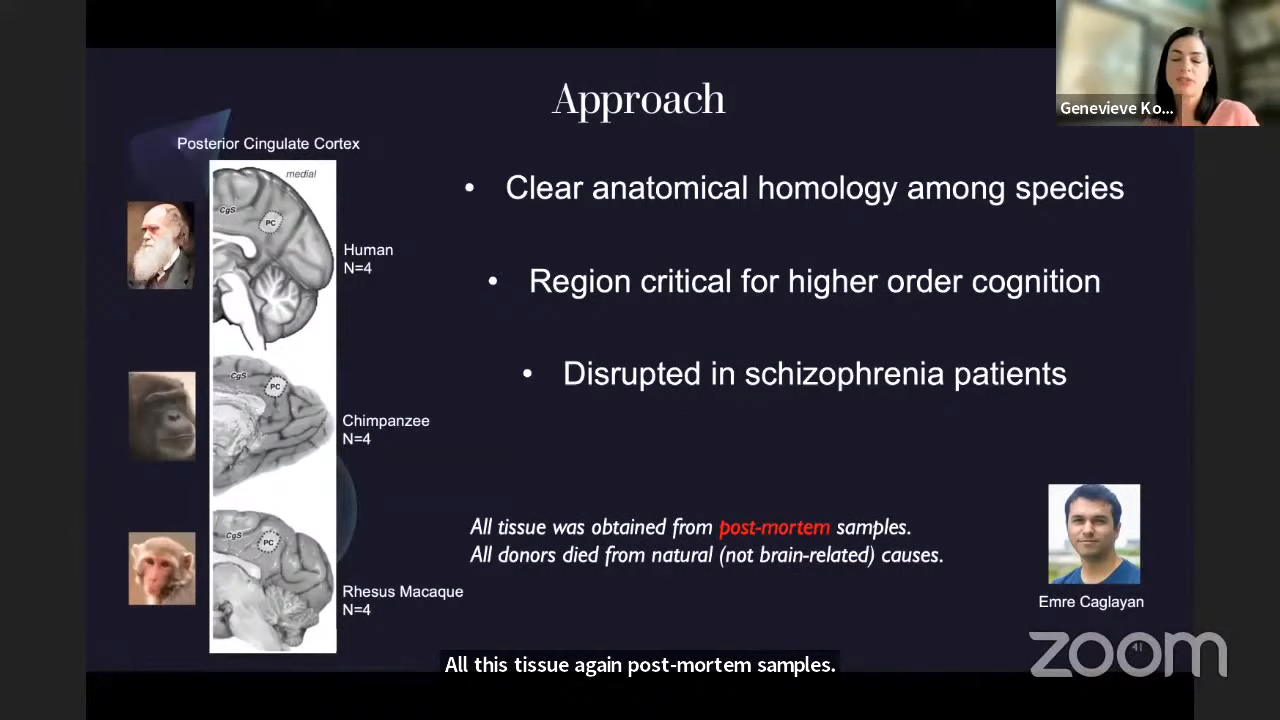 Genevieve Ko...
Approach
Posterior Cingulate Cortex
medial
CgS
PC
Human
N=4
• Clear anatomical homology among species
• Region critical for higher order cognition
• Disrupted in schizophrenia patients
CgS
PC
Chimpanzee
N=4
CgS
PC
Rhesus Macaque
N=4
All tissue was obtained from post-mortem samples.
All donors died from natural (not brain-related) causes.
Emre Caglayan
zoom
41
All this tissue again post-mortem samples.